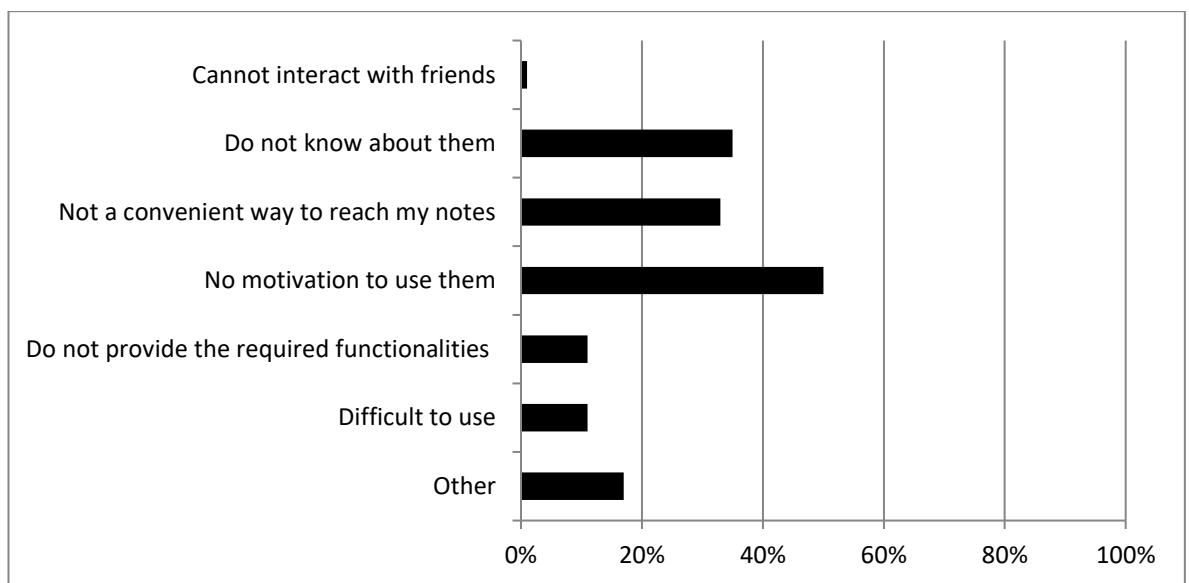 Cannot interact with friends
Do not know about them
Not a convenient way to reach my notes
No motivation to use them
Do not provide the required functionalities
Difficult to use
Other
0% 20% 40% 60% 80% 100%